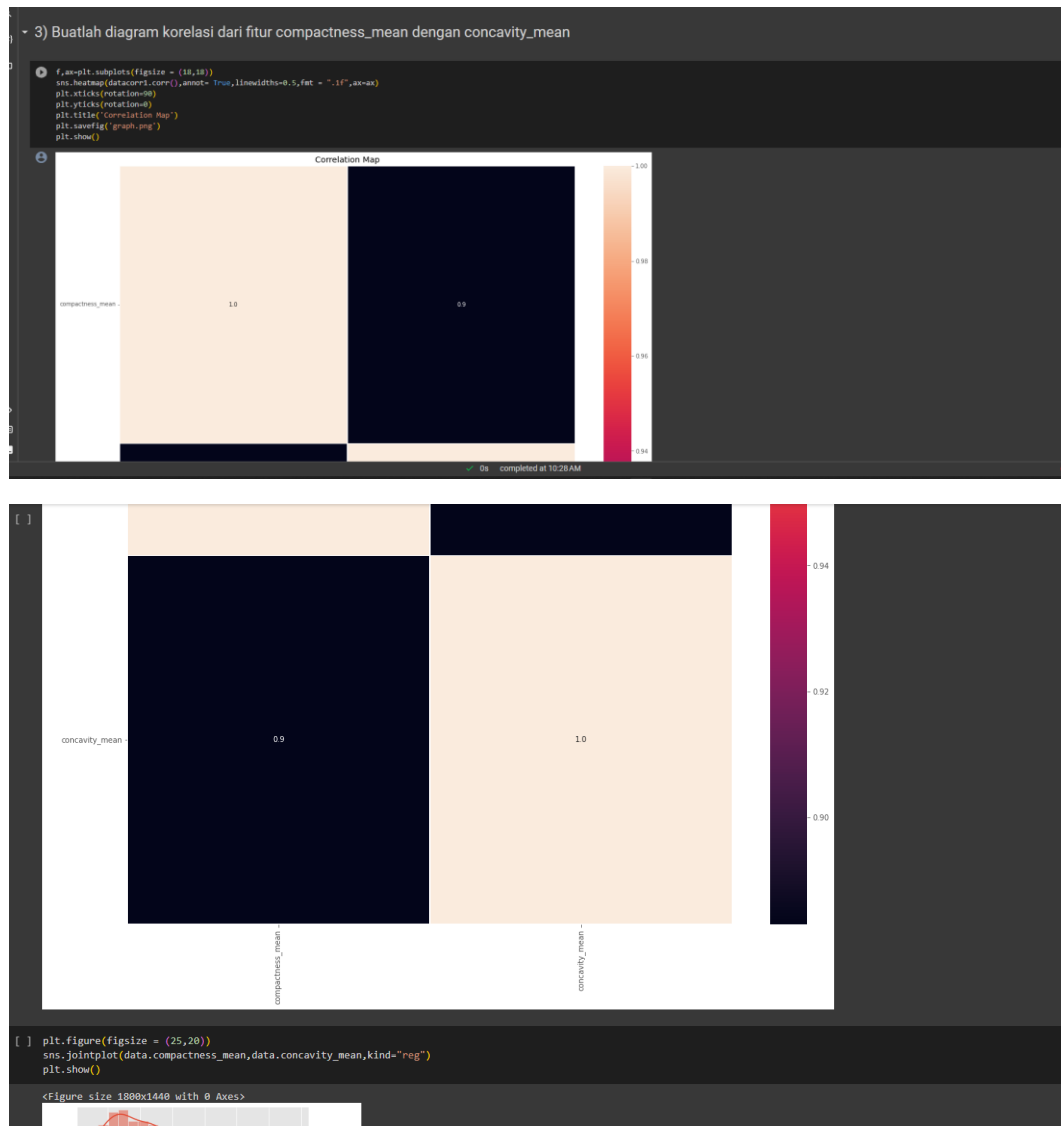 3) Buatlah diagram korelasi dari fitur compactness_mean dengan concavity_mean
f,ax=plt.subplots(figsize = (18,18))
sns.heatmap(datacorr1.corr(),annot= True,linewidths=0.5,fmt = ".1f",ax=ax)
plt.xticks(rotation=90)
plt.yticks(rotation=0)
plt.title('Correlation Map')
plt.savefig('graph.png')
plt.show()
Correlation Map
1.00
0.98
compactness_mean
1.0
0.9
0.96
0.94
0s completed at 10:28 AM
[ ]
0.94
0.92
concavity_mean
0.9
1.0
0.90
compactness_mean
concavity_mean
[ ] plt.figure(figsize = (25,20))
sns.jointplot(data.compactness_mean,data.concavity_mean,kind="reg")
plt.show()
<Figure size 1800x1440 with 0 Axes>